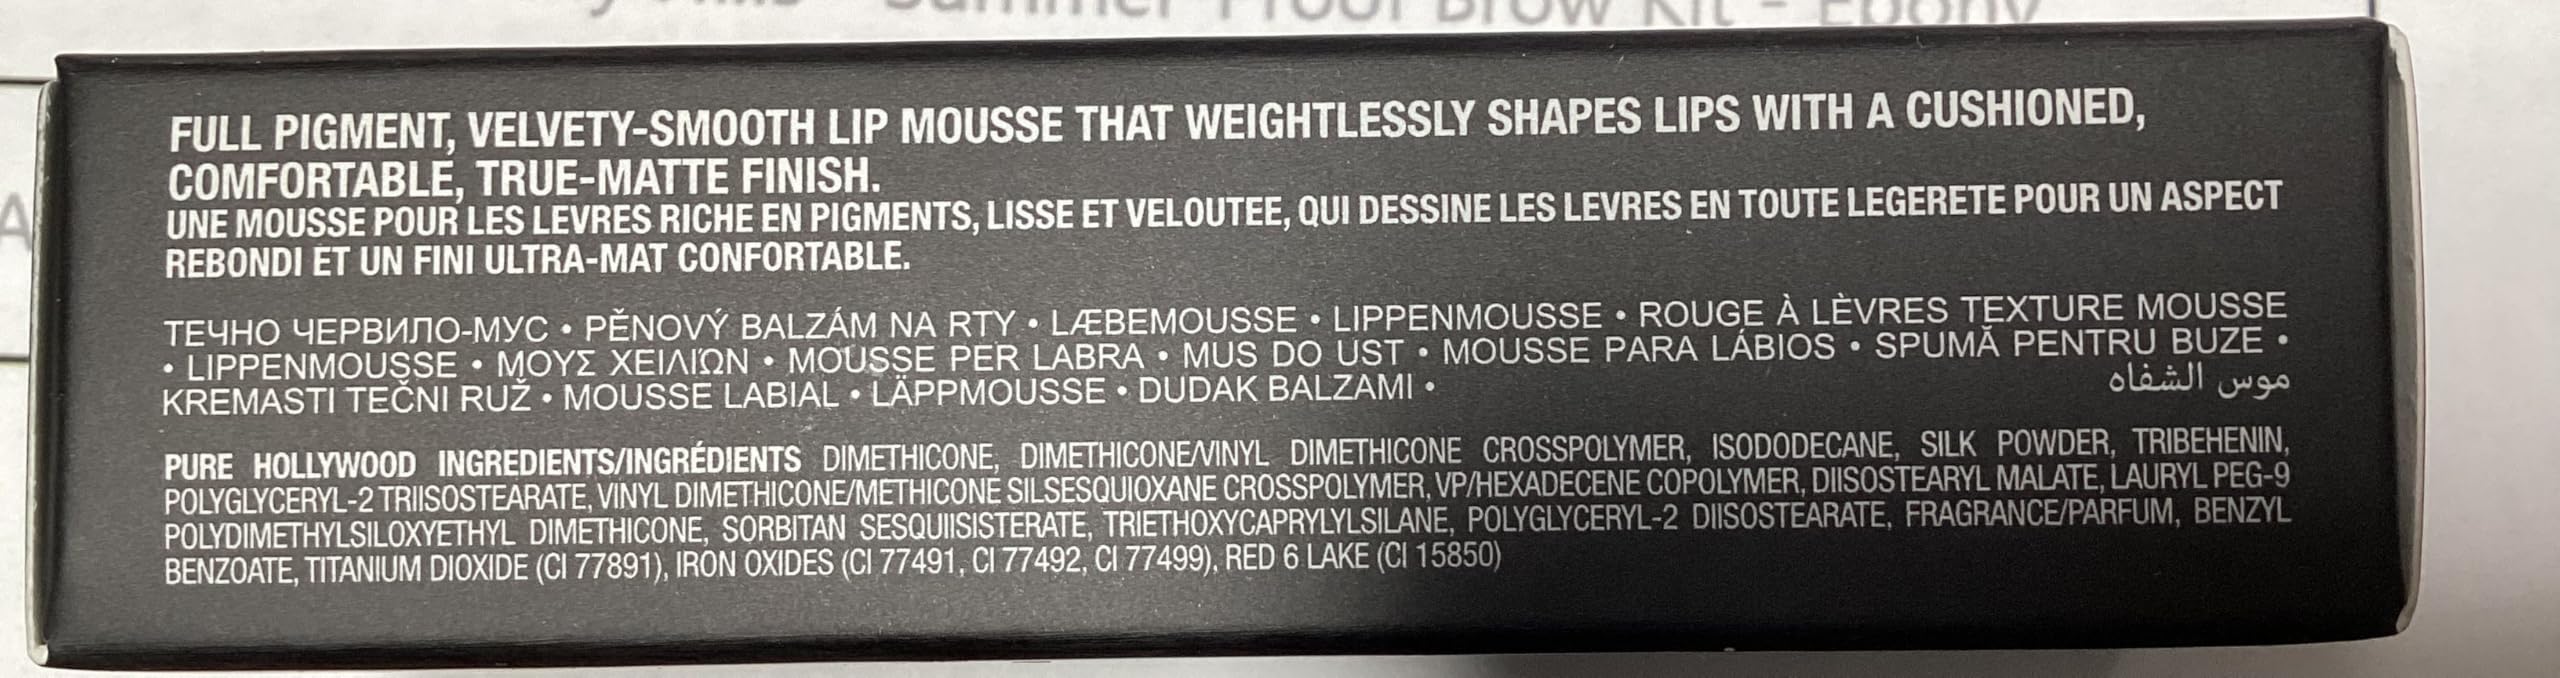 Summer Proof Brow Kit - Ebony
A
FULL PIGMENT, VELVETY-SMOOTH LIP MOUSSE THAT WEIGHTLESSLY SHAPES LIPS WITH A CUSHIONED,
COMFORTABLE, TRUE-MATTE FINISH.
UNE MOUSSE POUR LES LEVRES RICHE EN PIGMENTS, LISSE ET VELOUTEE, QUI DESSINE LES LEVRES EN TOUTE LEGERETE POUR UN ASPECT
REBONDI ET UN FINI ULTRA-MAT CONFORTABLE.
ТЕЧНО ЧЕРВИЛО-МУС • PĚNOVÝ BALZÁM NA RTY • LÆBEMOUSSE • LIPPENMOUSSE • ROUGE À LÈVRES TEXTURE MOUSSE
• LIPPENMOUSSE • ΜΟΥΣ ΧΕΙΛΙΏΝ • MOUSSE PER LABRA • MUS DO UST • MOUSSE PARA LÁBIOS • SPUMĂ PENTRU BUZE •
KREMASTI TEČNI RUŽ • MOUSSE LABIAL • LÄPPMOUSSE • DUDAK BALZAMI • موس الشفاه
PURE HOLLYWOOD INGREDIENTS/INGRÉDIENTS DIMETHICONE, DIMETHICONE/VINYL DIMETHICONE CROSSPOLYMER, ISODODECANE, SILK POWDER, TRIBEHENIN,
POLYGLYCERYL-2 TRIISOSTEARATE, VINYL DIMETHICONE/METHICONE SILSESQUIOXANE CROSSPOLYMER, VP/HEXADECENE COPOLYMER, DIISOSTEARYL MALATE, LAURYL PEG-9
POLYDIMETHYLSILOXYETHYL DIMETHICONE, SORBITAN SESQUIISISTERATE, TRIETHOXYCAPRYLYLSILANE, POLYGLYCERYL-2 DIISOSTEARATE, FRAGRANCE/PARFUM, BENZYL
BENZOATE, TITANIUM DIOXIDE (CI 77891), IRON OXIDES (CI 77491, CI 77492, CI 77499), RED 6 LAKE (CI 15850)